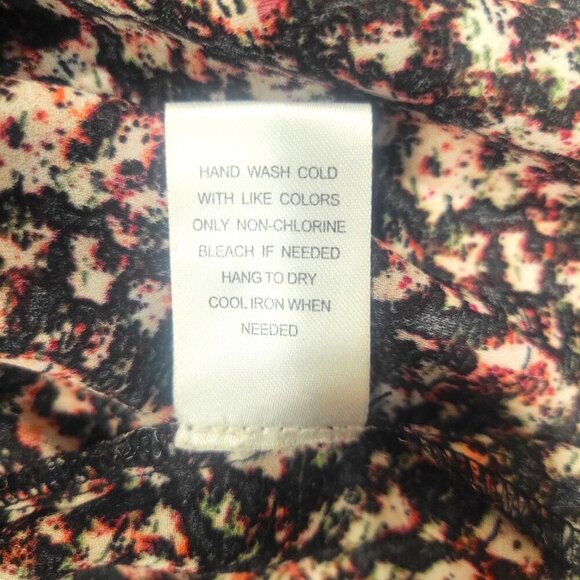 HAND WASH COLD
WITH LIKE COLORS
ONLY NON-CHLORINE
BLEACH IF NEEDED
HANG TO DRY
COOL IRON WHEN
NEEDED